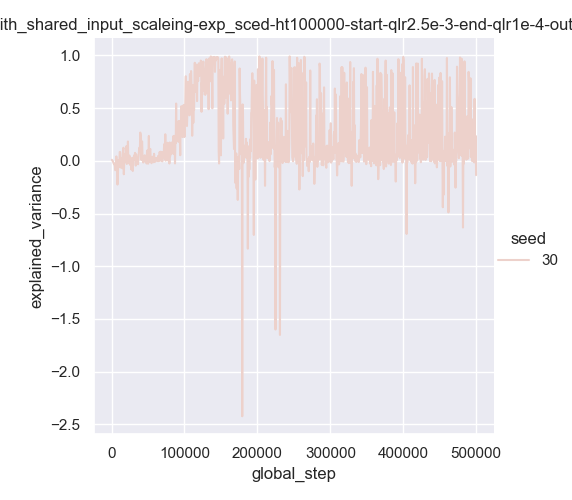 ith_shared_input_scaleing-exp_sced-ht100000-start-qlr2.5e-3-end-qlr1e-4-out
1.0
0.5
0.0
−0.5
−1.0
−1.5
−2.0
−2.5
explained_variance
0 100000 200000 300000 400000 500000
global_step
seed
30